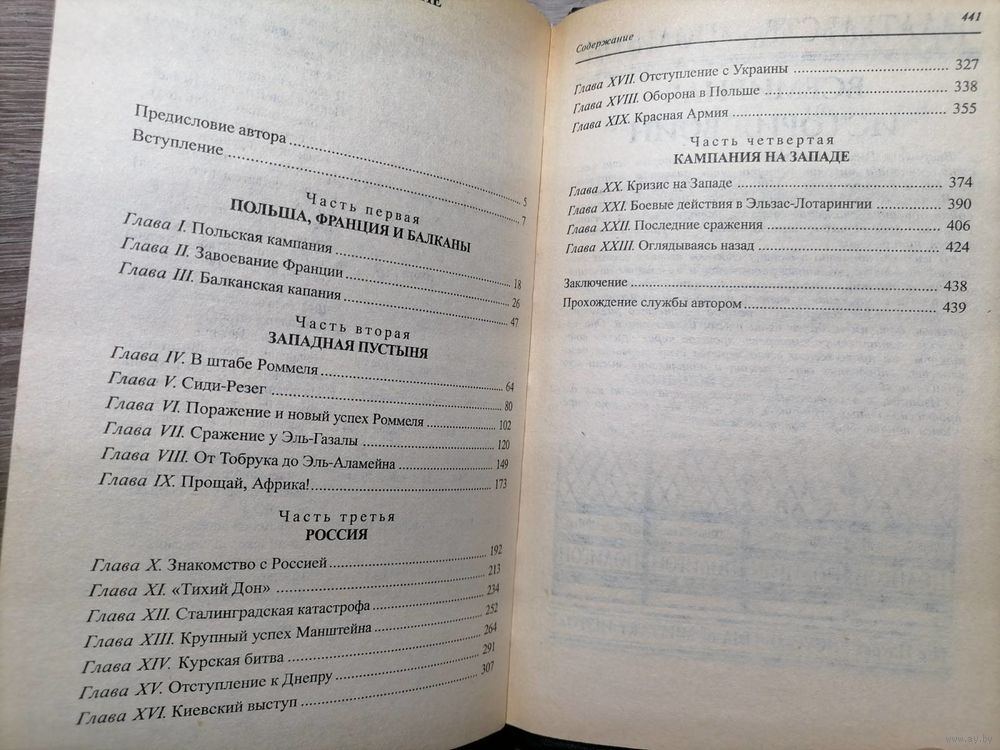 Предисловие автора 5
Вступление 7
Часть первая
ПОЛЬША, ФРАНЦИЯ И БАЛКАНЫ
Глава I. Польская кампания 18
Глава II. Завоевание Франции 26
Глава III. Балканская капания 47
Часть вторая
ЗАПАДНАЯ ПУСТЫНЯ
Глава IV. В штабе Роммеля 64
Глава V. Сиди-Резег 80
Глава VI. Поражение и новый успех Роммеля 102
Глава VII. Сражение у Эль-Газалы 120
Глава VIII. От Тобрука до Эль-Аламейна 149
Глава IX. Прощай, Африка! 173
Часть третья
РОССИЯ
Глава X. Знакомство с Россией 192
Глава XI. «Тихий Дон» 213
Глава XII. Сталинградская катастрофа 234
Глава XIII. Крупный успех Манштейна 252
Глава XIV. Курская битва 264
Глава XV. Отступление к Днепру 291
Глава XVI. Киевский выступ 307
Содержание 441
Глава XVII. Отступление с Украины 327
Глава XVIII. Оборона в Польше 338
Глава XIX. Красная Армия 355
Часть четвертая
КАМПАНИЯ НА ЗАПАДЕ
Глава XX. Кризис на Западе 374
Глава XXI. Боевые действия в Эльзас-Лотарингии 390
Глава XXII. Последние сражения 406
Глава XXIII. Оглядываясь назад 424
Заключение 438
Прохождение службы автором 439
www.ay.by